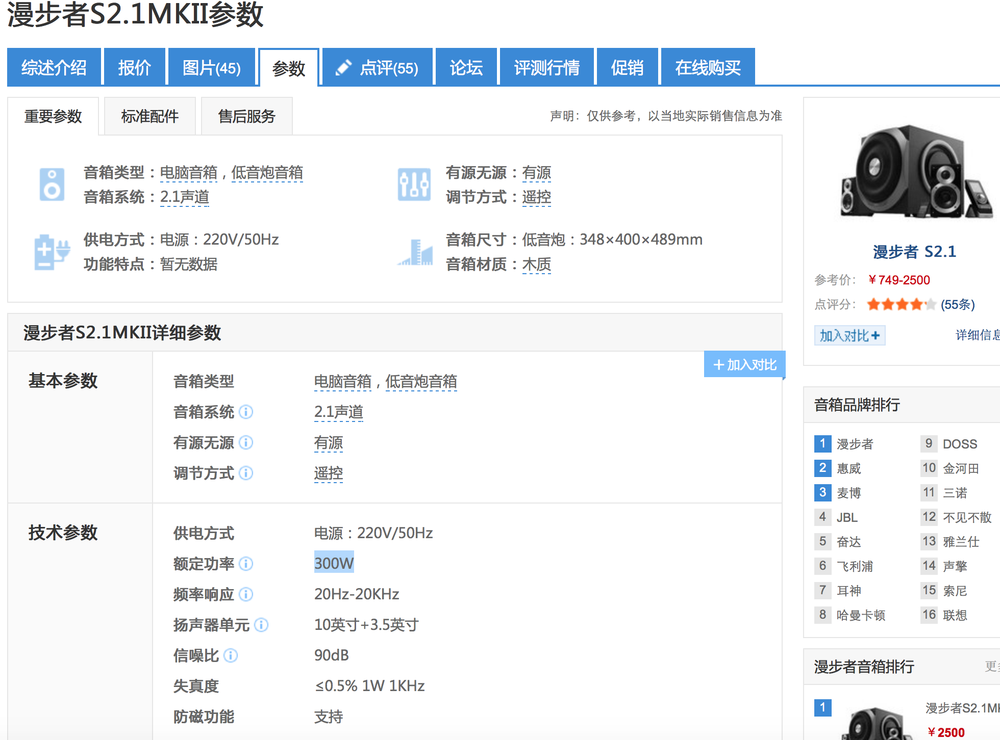 漫步者S2.1MKII参数
综述介绍 报价 图片(45) 参数 点评(55) 论坛 评测行情 促销 在线购买
重要参数 标准配件 售后服务 声明：仅供参考，以当地实际销售信息为准
音箱类型：电脑音箱，低音炮音箱 有源无源：有源
音箱系统：2.1声道 调节方式：遥控
供电方式：电源：220V/50Hz 音箱尺寸：低音炮：348×400×489mm
功能特点：暂无数据 音箱材质：木质
漫步者S2.1MKII详细参数
+加入对比
基本参数
音箱类型 电脑音箱，低音炮音箱
音箱系统 2.1声道
有源无源 有源
调节方式 遥控
技术参数
供电方式 电源：220V/50Hz
额定功率 300W
频率响应 20Hz-20KHz
扬声器单元 10英寸+3.5英寸
信噪比 90dB
失真度 ≤0.5% 1W 1KHz
防磁功能 支持
漫步者 S2.1
参考价： ￥749-2500
点评分： (55条)
加入对比+ 详细信息
音箱品牌排行
1 漫步者 9 DOSS
2 惠威 10 金河田
3 麦博 11 三诺
4 JBL 12 不见不散
5 奋达 13 雅兰仕
6 飞利浦 14 声擎
7 耳神 15 索尼
8 哈曼卡顿 16 联想
漫步者音箱排行 更
1 漫步者S2.1M
￥2500